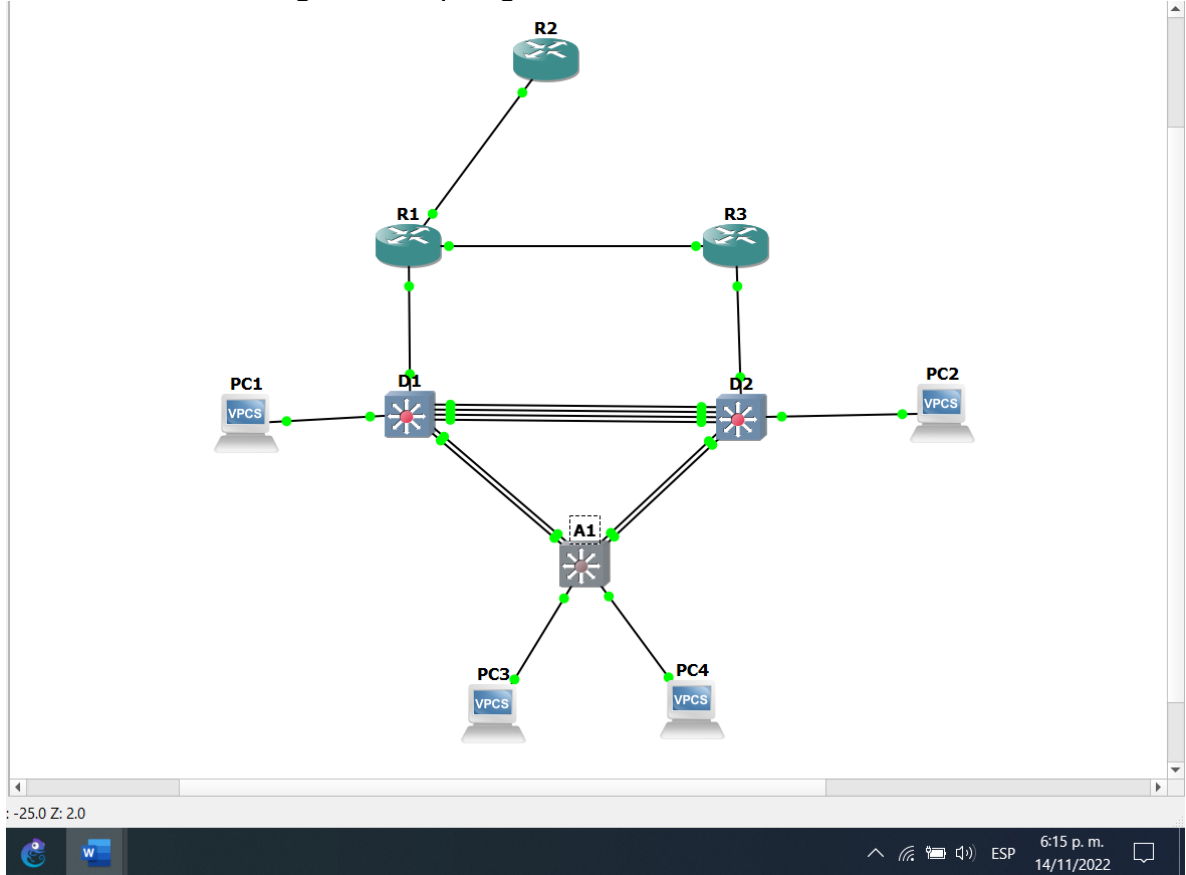 R2
R1
R3
PC1
VPCS
D1
D2
PC2
VPCS
A1
PC3
VPCS
PC4
VPCS
: -25.0 Z: 2.0
W
ESP
6:15 p. m.
14/11/2022